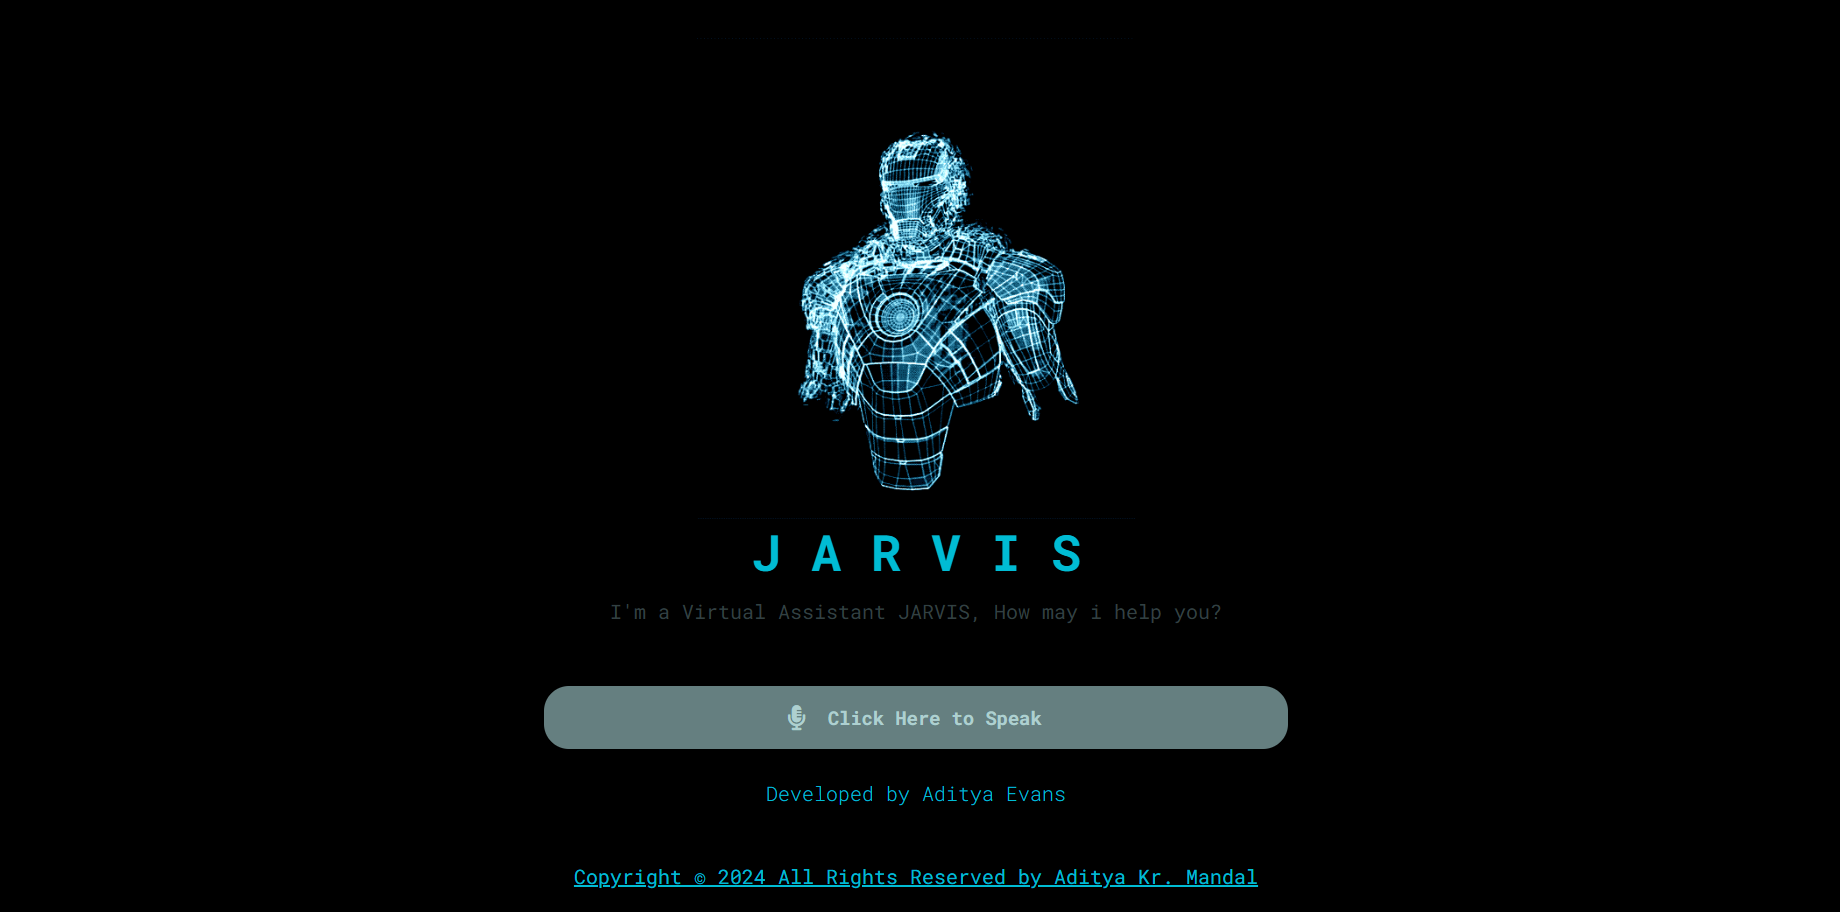 JARVIS
I'm a Virtual Assistant JARVIS, How may i help you?
Click Here to Speak
Developed by Aditya Evans
Copyright © 2024 All Rights Reserved by Aditya Kr. Mandal